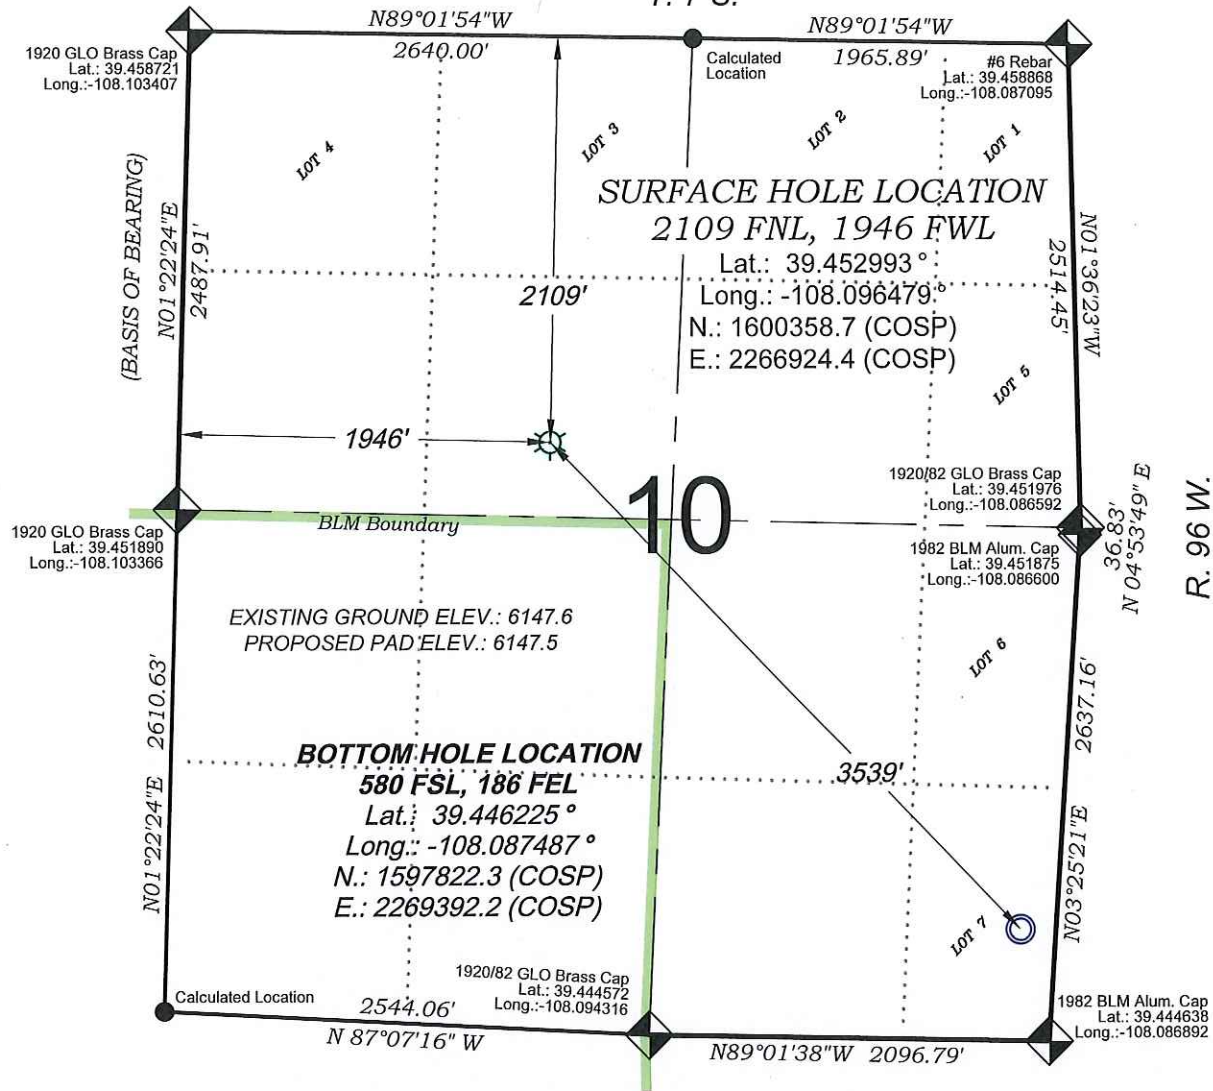 T. 7 S.
N89°01'54"W
2640.00'
N89°01'54"W
1965.89'
1920 GLO Brass Cap
Lat.: 39.458721
Long.:-108.103407
Calculated
Location
#6 Rebar
Lat.: 39.458868
Long.:-108.087095
LOT 4
LOT 3
LOT 2
LOT 1
(BASIS OF BEARING)
N01°22'24"E
2487.91'
SURFACE HOLE LOCATION
2109 FNL, 1946 FWL
Lat.: 39.452993°
Long.: -108.096479°
N.: 1600358.7 (COSP)
E.: 2266924.4 (COSP)
2109'
N01°36'23"W
2514.45'
LOT 5
1946'
10
1920/82 GLO Brass Cap
Lat.: 39.451976
Long.:-108.086592
BLM Boundary
1920 GLO Brass Cap
Lat.: 39.451890
Long.:-108.103366
1982 BLM Alum. Cap
Lat.: 39.451875
Long.:-108.086600
36.83'
N 04°53'49" E
R. 96 W.
EXISTING GROUND ELEV.: 6147.6
PROPOSED PAD ELEV.: 6147.5
LOT 6
2610.63'
N01°22'24"E
2637.16'
N03°25'21"E
BOTTOM HOLE LOCATION
580 FSL, 186 FEL
Lat.: 39.446225°
Long.: -108.087487°
N.: 1597822.3 (COSP)
E.: 2269392.2 (COSP)
3539'
LOT 7
1920/82 GLO Brass Cap
Lat.: 39.444572
Long.:-108.094316
Calculated Location
2544.06'
N 87°07'16" W
1982 BLM Alum. Cap
Lat.: 39.444638
Long.:-108.086892
N89°01'38"W 2096.79'